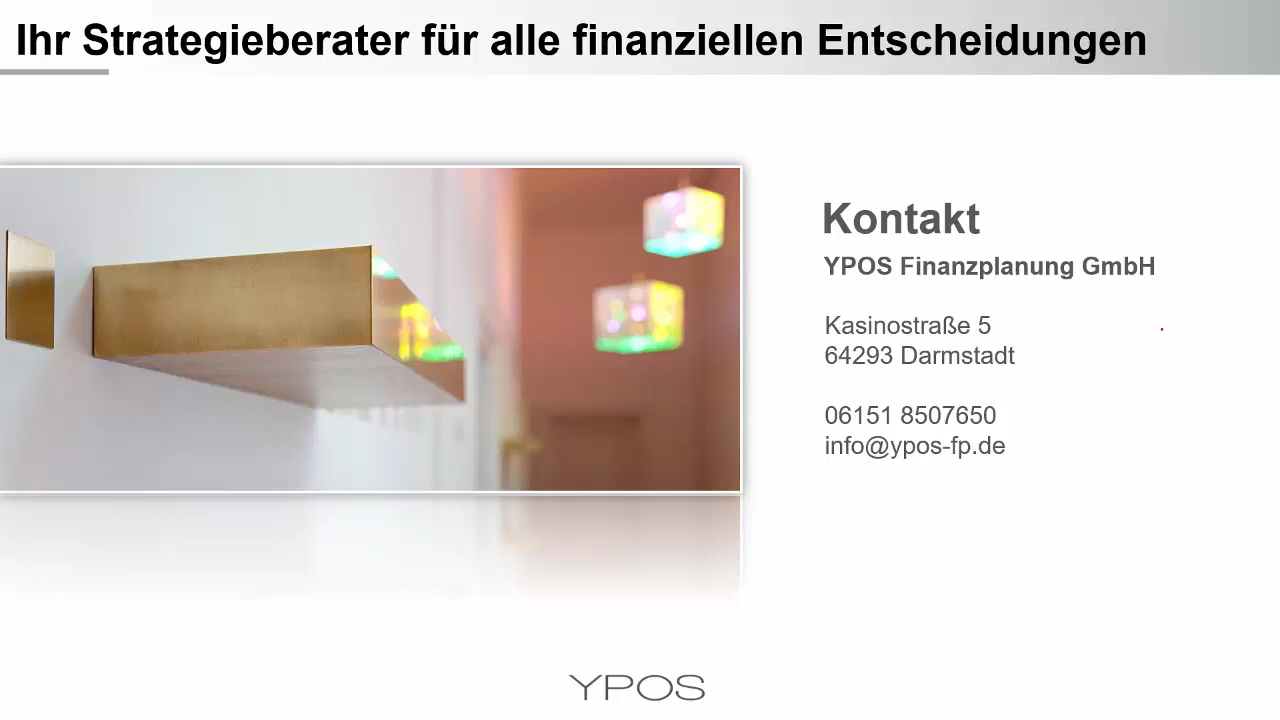 Ihr Strategieberater für alle finanziellen Entscheidungen
Kontakt
YPOS Finanzplanung GmbH
Kasinostraße 5
64293 Darmstadt
06151 8507650
info@ypos-fp.de
YPOS